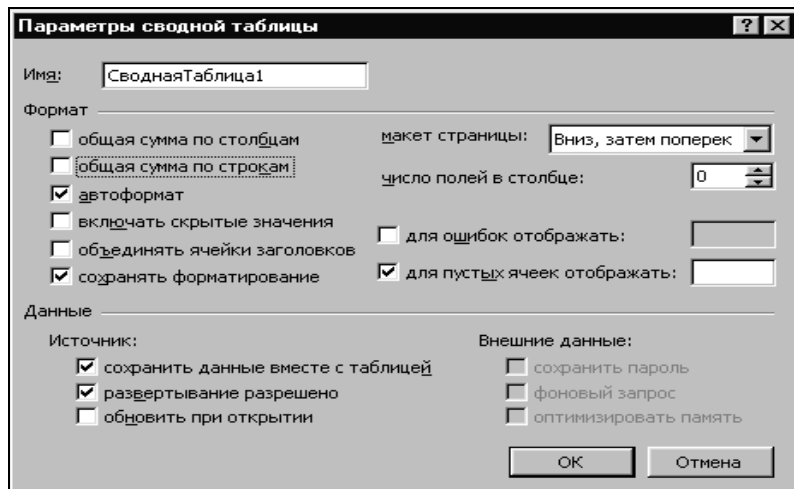 Параметры сводной таблицы
Имя: СводнаяТаблица1
Формат
общая сумма по столбцам
общая сумма по строкам
автоформат
включать скрытые значения
объединять ячейки заголовков
сохранять форматирование
макет страницы: Вниз, затем поперек
число полей в столбце: 0
для ошибок отображать:
для пустых ячеек отображать:
Данные
Источник:
сохранить данные вместе с таблицей
развертывание разрешено
обновить при открытии
Внешние данные:
сохранить пароль
фоновый запрос
оптимизировать память
ОК
Отмена